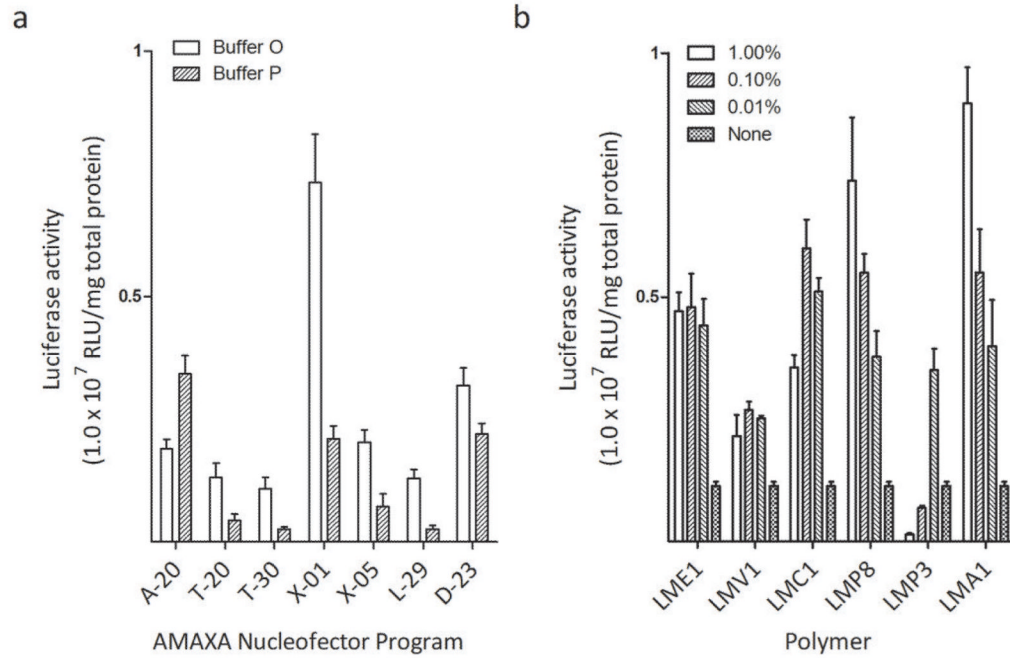 a
1
Buffer O
Buffer P
0.5
Luciferase activity
(1.0 x 10⁷ RLU/mg total protein)
A-20
T-20
T-30
X-01
X-05
L-29
D-23
AMAXA Nucleofector Program
b
1
1.00%
0.10%
0.01%
None
0.5
Luciferase activity
(1.0 x 10⁷ RLU/mg total protein)
LME1
LMV1
LMC1
LMP8
LMP3
LMA1
Polymer